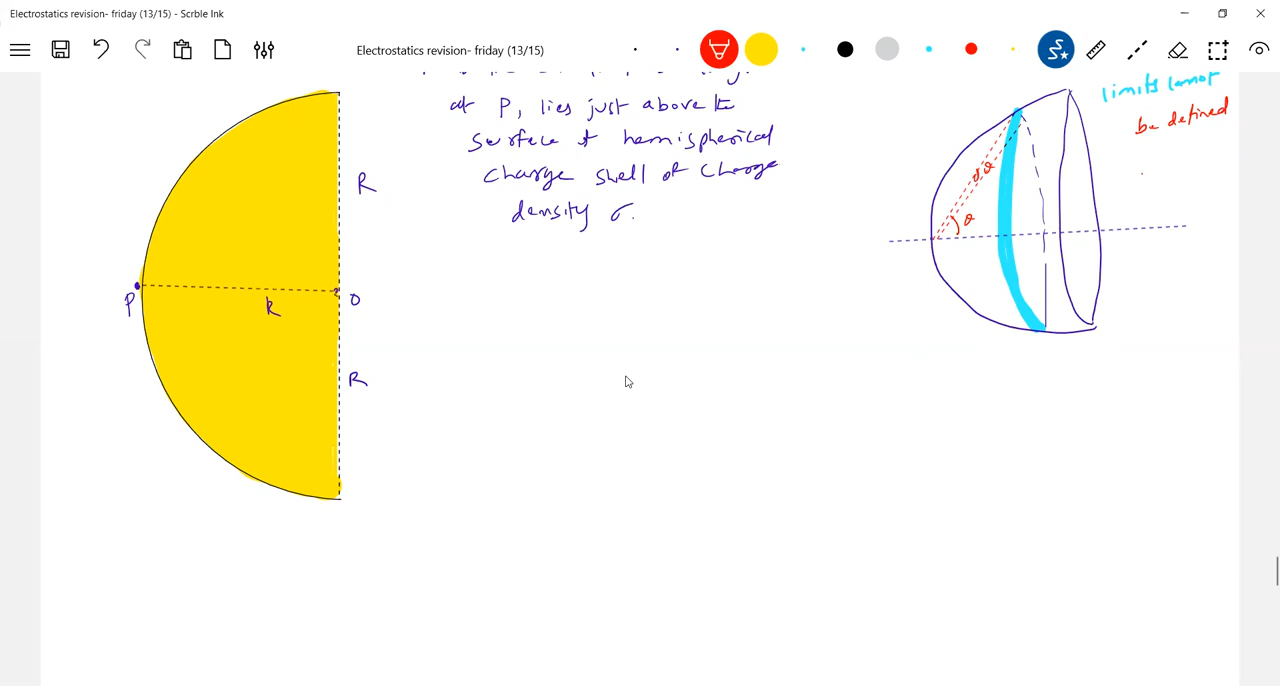 Electrostatics revision- friday (13/15) - Scrble Ink
Electrostatics revision- friday (13/15)
at P, lies just above the
surface of hemispherical
charge shell of charge
density σ.
limits cannot
be defined
R
P
R
O
R
dθ
θ